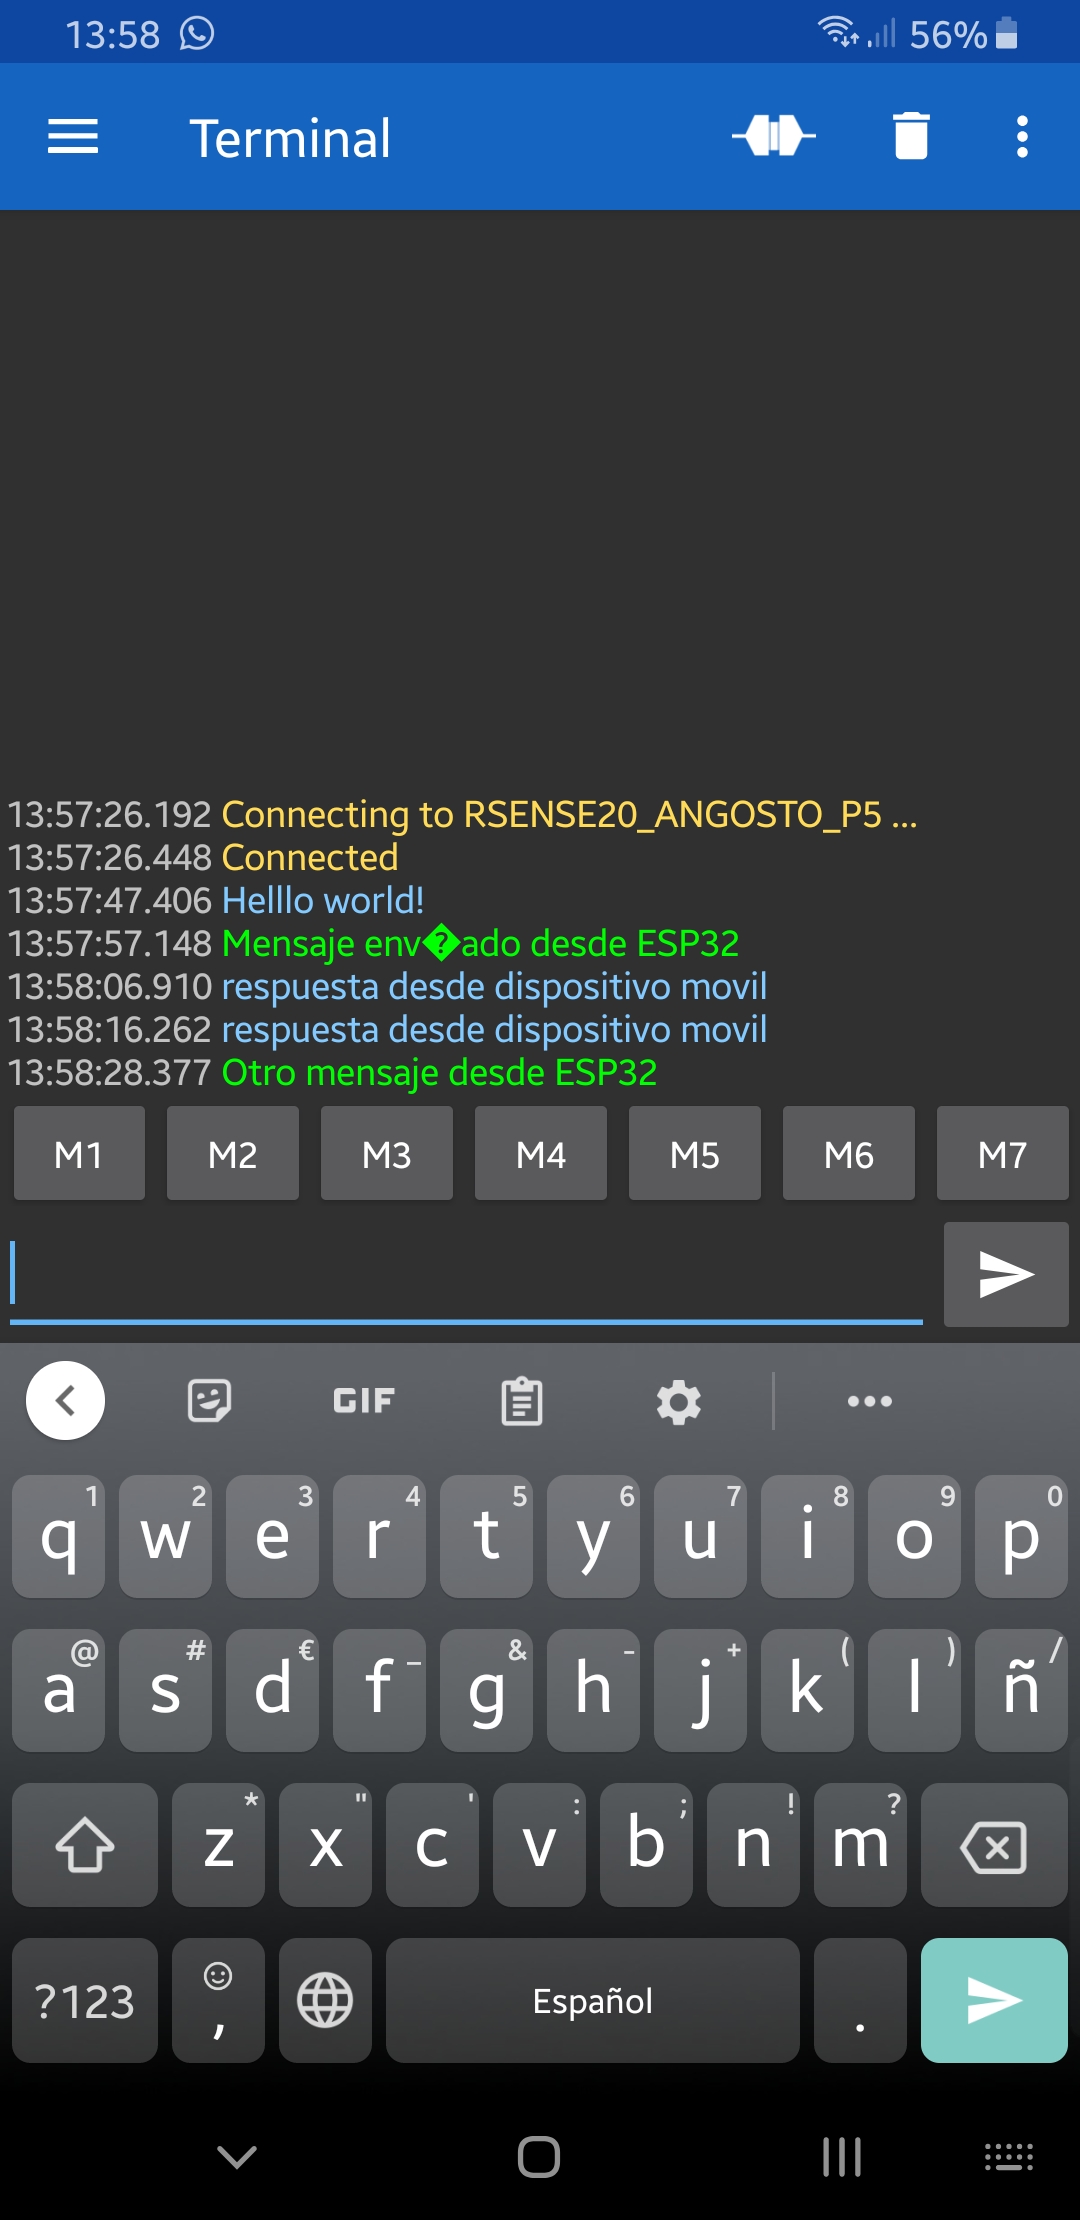 13:58 56%
Terminal
13:57:26.192 Connecting to RSENSE20_ANGOSTO_P5 ...
13:57:26.448 Connected
13:57:47.406 Helllo world!
13:57:57.148 Mensaje env�ado desde ESP32
13:58:06.910 respuesta desde dispositivo movil
13:58:16.262 respuesta desde dispositivo movil
13:58:28.377 Otro mensaje desde ESP32
M1 M2 M3 M4 M5 M6 M7
GIF
1 2 3 4 5 6 7 8 9 0
q w e r t y u i o p
@ # € _ & - + ( ) /
a s d f g h j k l ñ
* " ' : ; ! ?
z x c v b n m
?123 , Español .